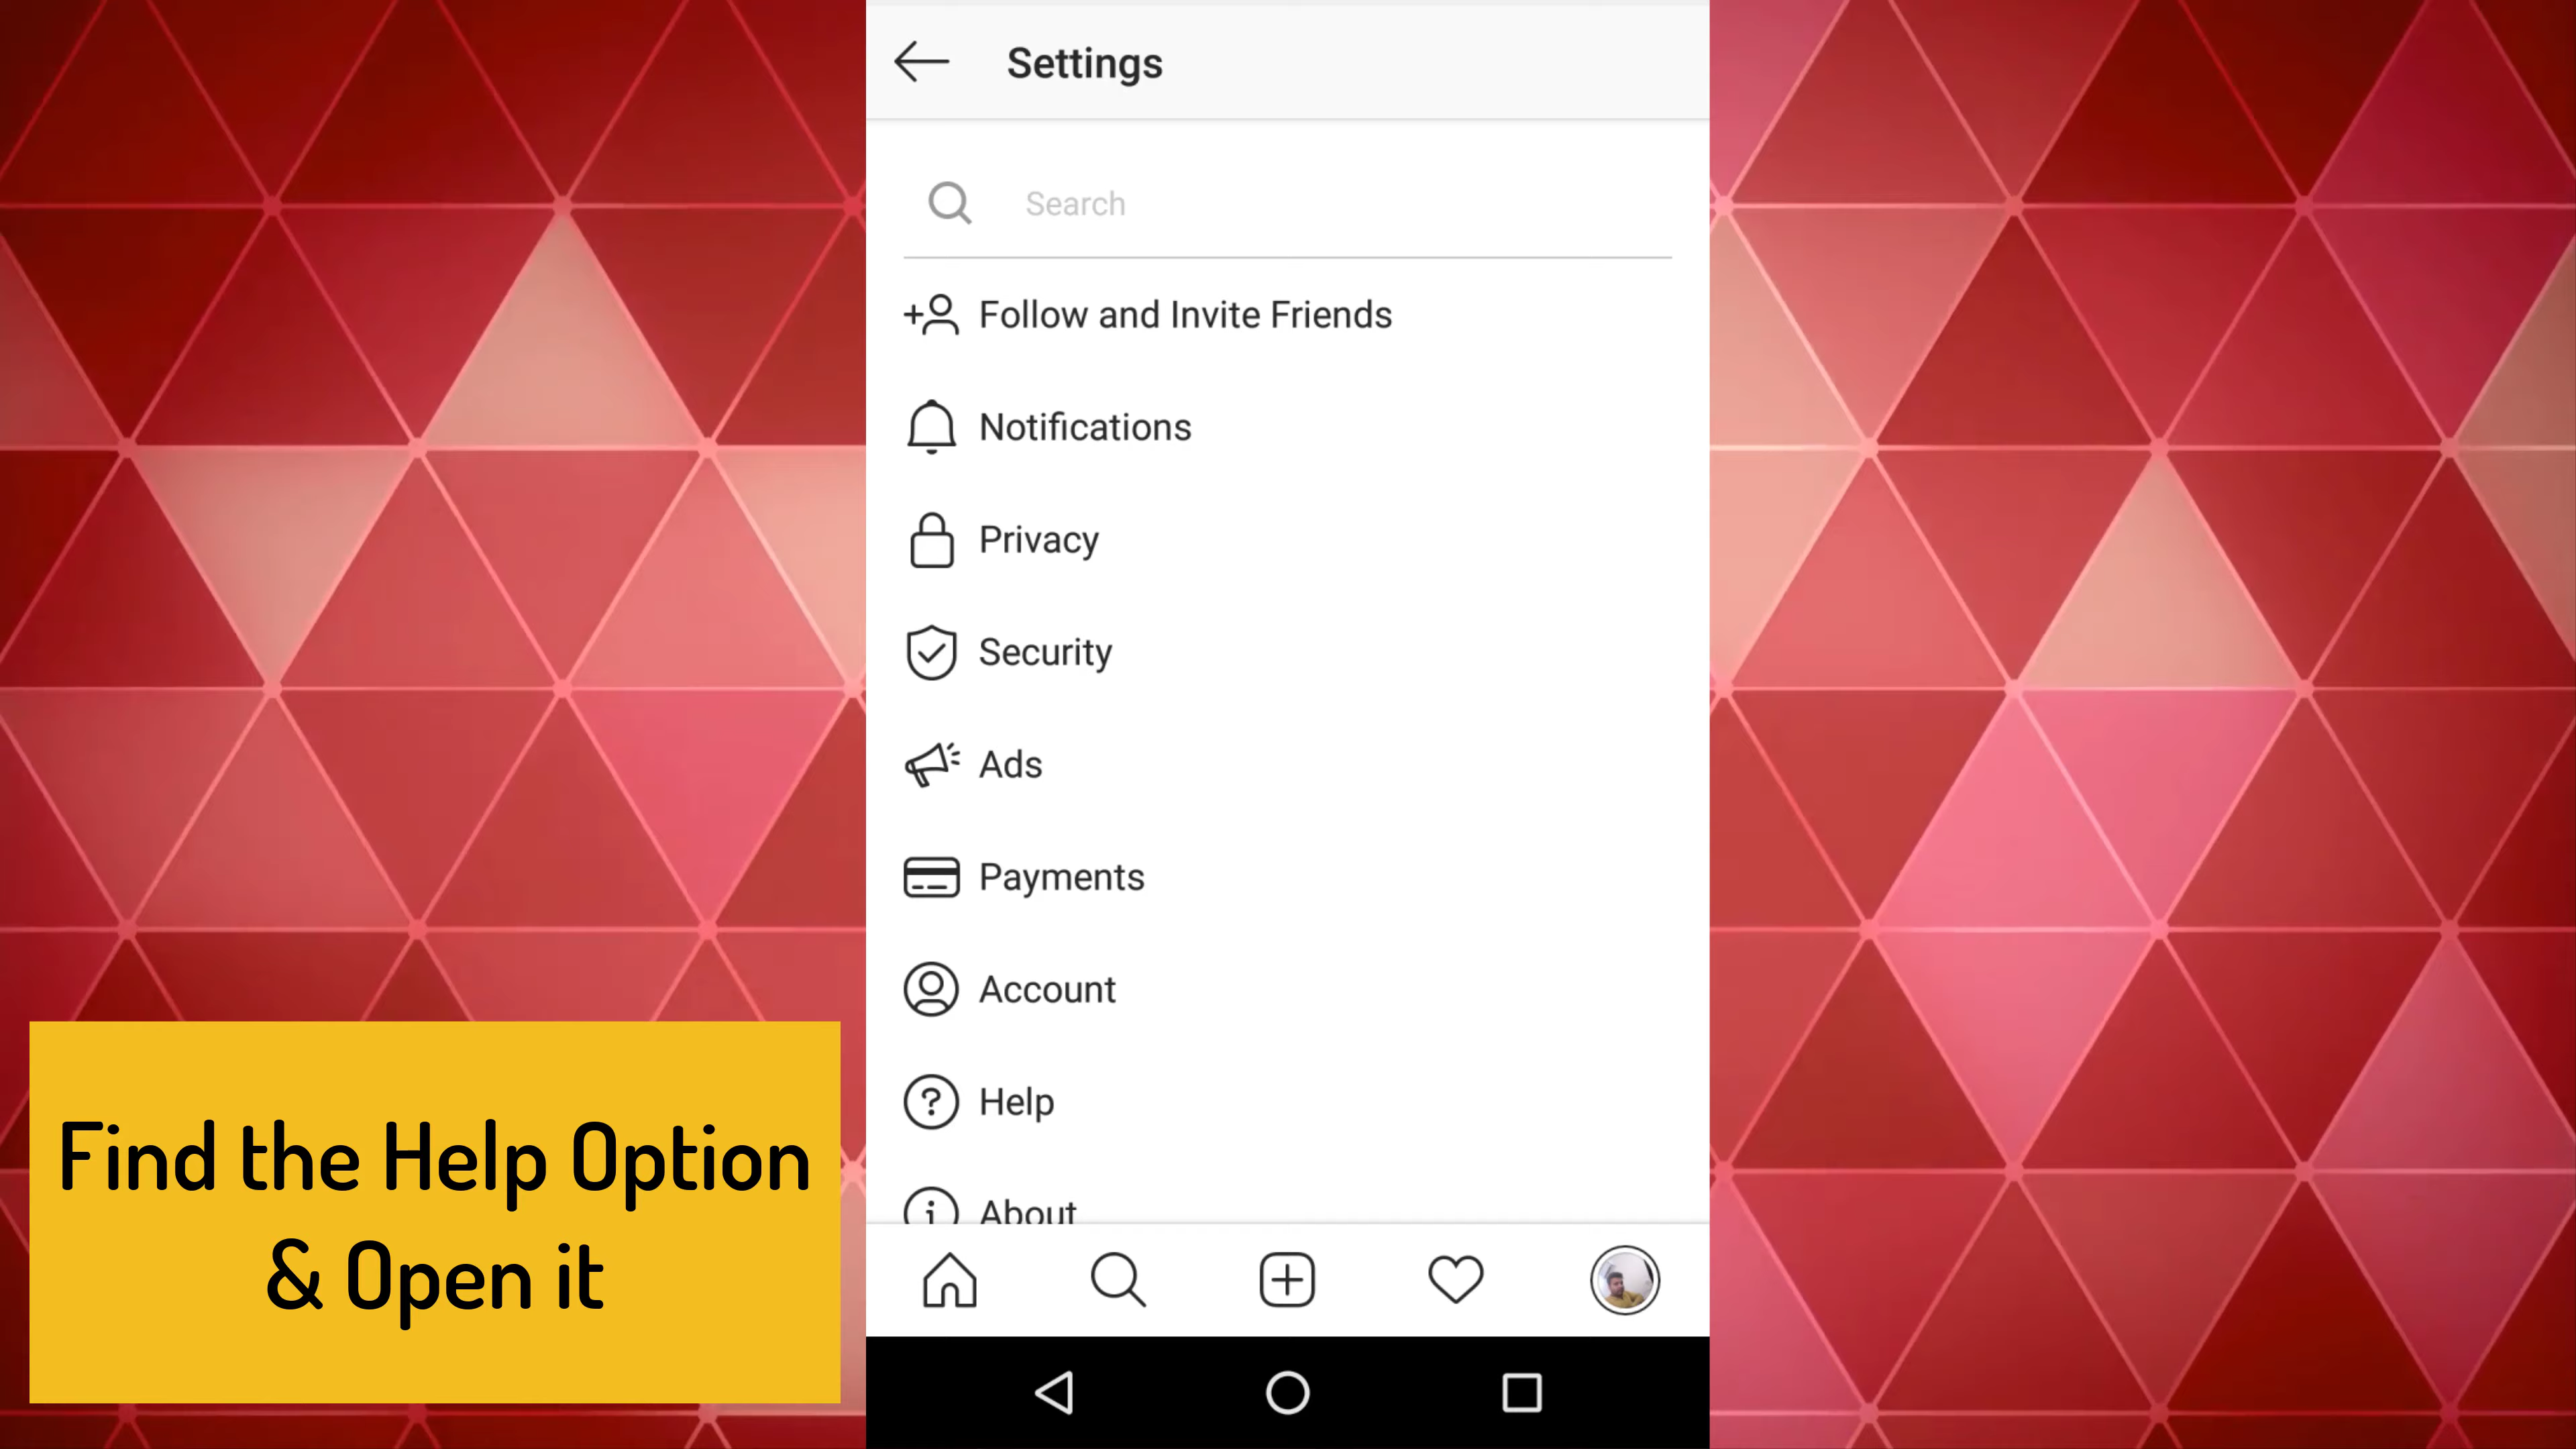 Settings
Search
Follow and Invite Friends
Notifications
Privacy
Security
Ads
Payments
Account
Help
About
Find the Help Option
& Open it